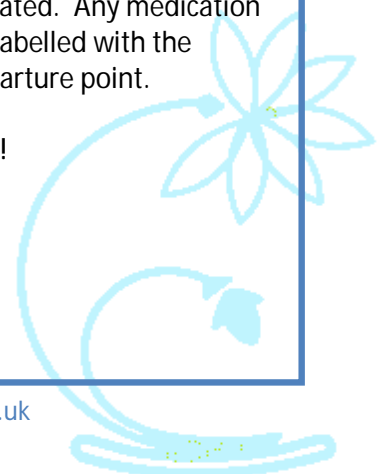 ated. Any medication
abelled with the
arture point.
!
.uk